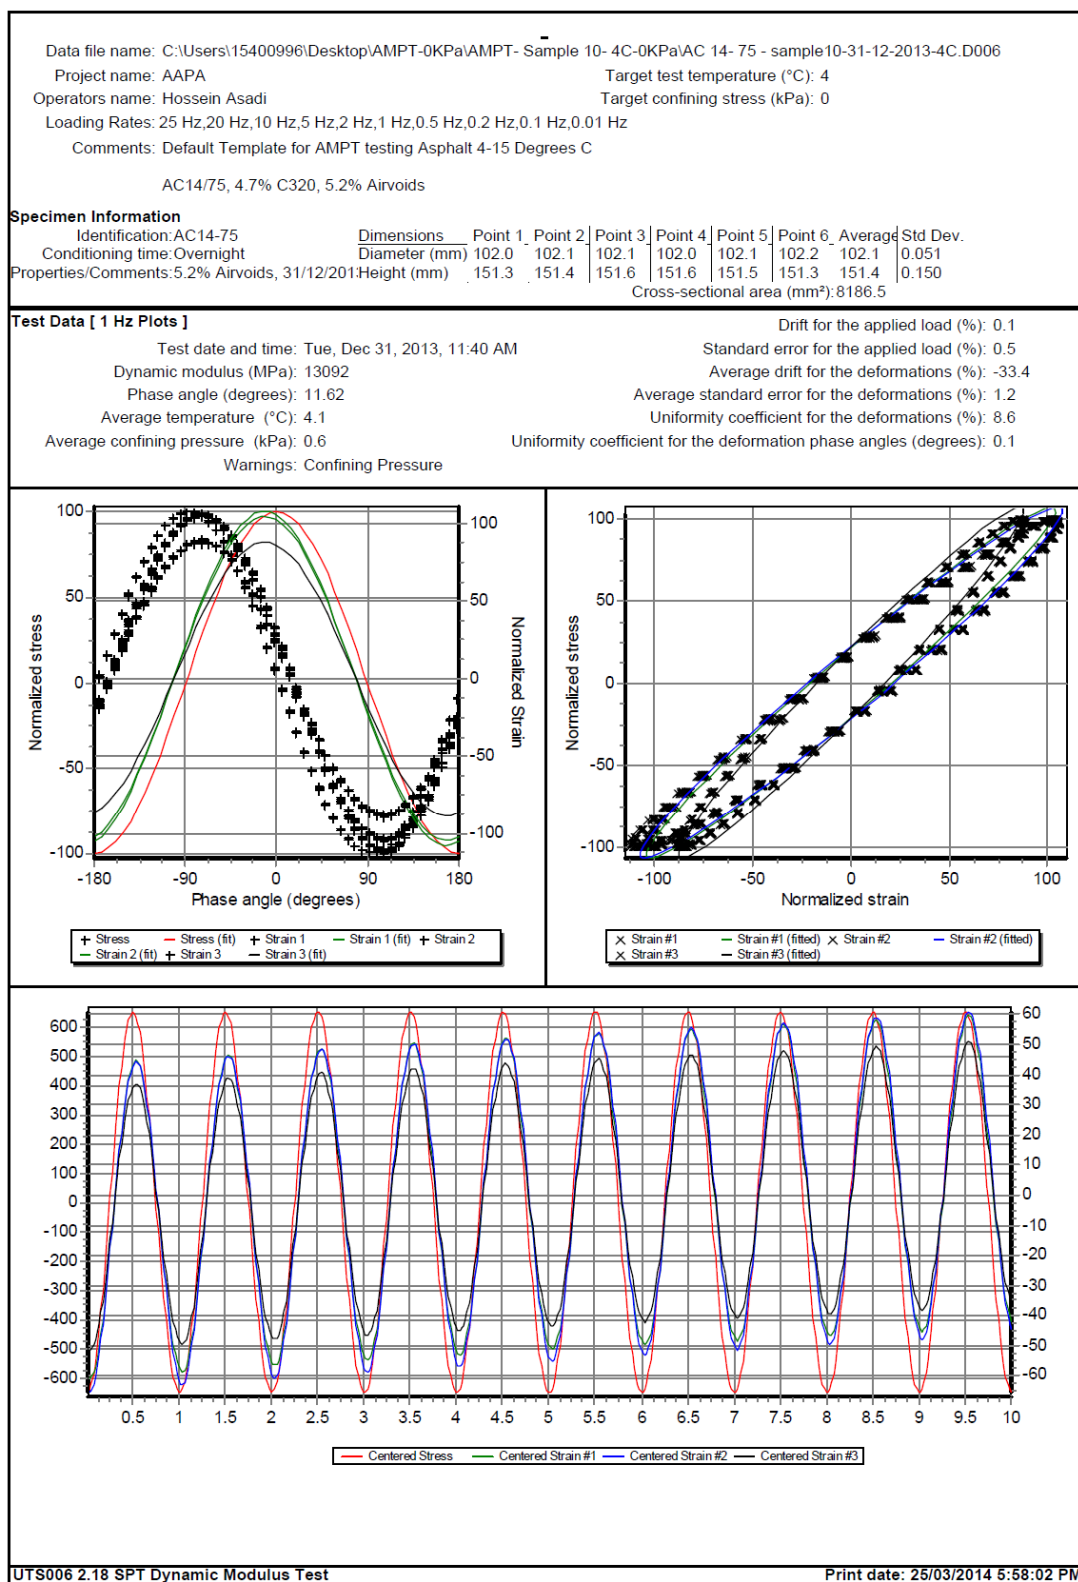 Data file name: C:\Users\15400996\Desktop\AMPT-0KPa\AMPT- Sample 10- 4C-0KPa\AC 14- 75 - sample10-31-12-2013-4C.D006
Project name: AAPA Target test temperature (°C): 4
Operators name: Hossein Asadi Target confining stress (kPa): 0
Loading Rates: 25 Hz,20 Hz,10 Hz,5 Hz,2 Hz,1 Hz,0.5 Hz,0.2 Hz,0.1 Hz,0.01 Hz
Comments: Default Template for AMPT testing Asphalt 4-15 Degrees C
AC14/75, 4.7% C320, 5.2% Airvoids
Specimen Information
Identification: AC14-75 Dimensions Point 1 Point 2 Point 3 Point 4 Point 5 Point 6 Average Std Dev.
Conditioning time: Overnight Diameter (mm) 102.0 102.1 102.1 102.0 102.1 102.2 102.1 0.051
Properties/Comments: 5.2% Airvoids, 31/12/201 Height (mm) 151.3 151.4 151.6 151.6 151.5 151.3 151.4 0.150
Cross-sectional area (mm²): 8186.5
Test Data [ 1 Hz Plots ] Drift for the applied load (%): 0.1
Test date and time: Tue, Dec 31, 2013, 11:40 AM Standard error for the applied load (%): 0.5
Dynamic modulus (MPa): 13092 Average drift for the deformations (%): -33.4
Phase angle (degrees): 11.62 Average standard error for the deformations (%): 1.2
Average temperature (°C): 4.1 Uniformity coefficient for the deformations (%): 8.6
Average confining pressure (kPa): 0.6 Uniformity coefficient for the deformation phase angles (degrees): 0.1
Warnings: Confining Pressure
100 50 0 -50 -100
Normalized stress
100 50 0 -50 -100
Normalized Strain
-180 -90 0 90 180
Phase angle (degrees)
Stress Stress (fit) Strain 1 Strain 1 (fit) Strain 2
Strain 2 (fit) Strain 3 Strain 3 (fit)
100 50 0 -50 -100
Normalized stress
-100 -50 0 50 100
Normalized strain
Strain #1 Strain #1 (fitted) Strain #2 Strain #2 (fitted)
Strain #3 Strain #3 (fitted)
600 500 400 300 200 100 0 -100 -200 -300 -400 -500 -600
60 50 40 30 20 10 0 -10 -20 -30 -40 -50 -60
0.5 1 1.5 2 2.5 3 3.5 4 4.5 5 5.5 6 6.5 7 7.5 8 8.5 9 9.5 10
Centered Stress Centered Strain #1 Centered Strain #2 Centered Strain #3
UTS006 2.18 SPT Dynamic Modulus Test Print date: 25/03/2014 5:58:02 PM